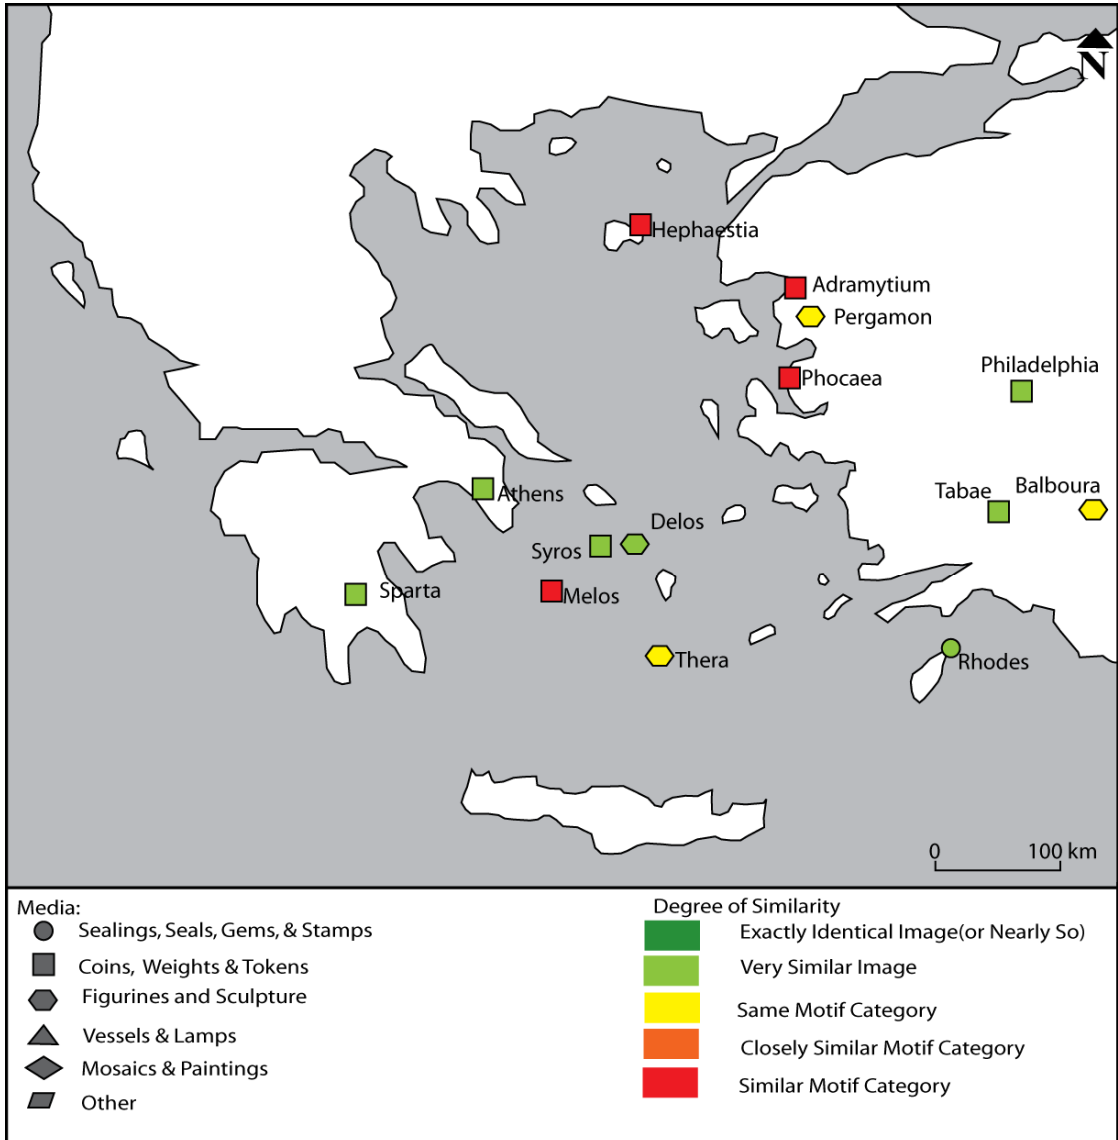 N
Hephaestia
Adramytium
Pergamon
Philadelphia
Phocaea
Athens
Tabae
Balboura
Delos
Syros
Sparta
Melos
Thera
Rhodes
0 100 km
Media:
Sealings, Seals, Gems, & Stamps
Coins, Weights & Tokens
Figurines and Sculpture
Vessels & Lamps
Mosaics & Paintings
Other
Degree of Similarity
Exactly Identical Image(or Nearly So)
Very Similar Image
Same Motif Category
Closely Similar Motif Category
Similar Motif Category